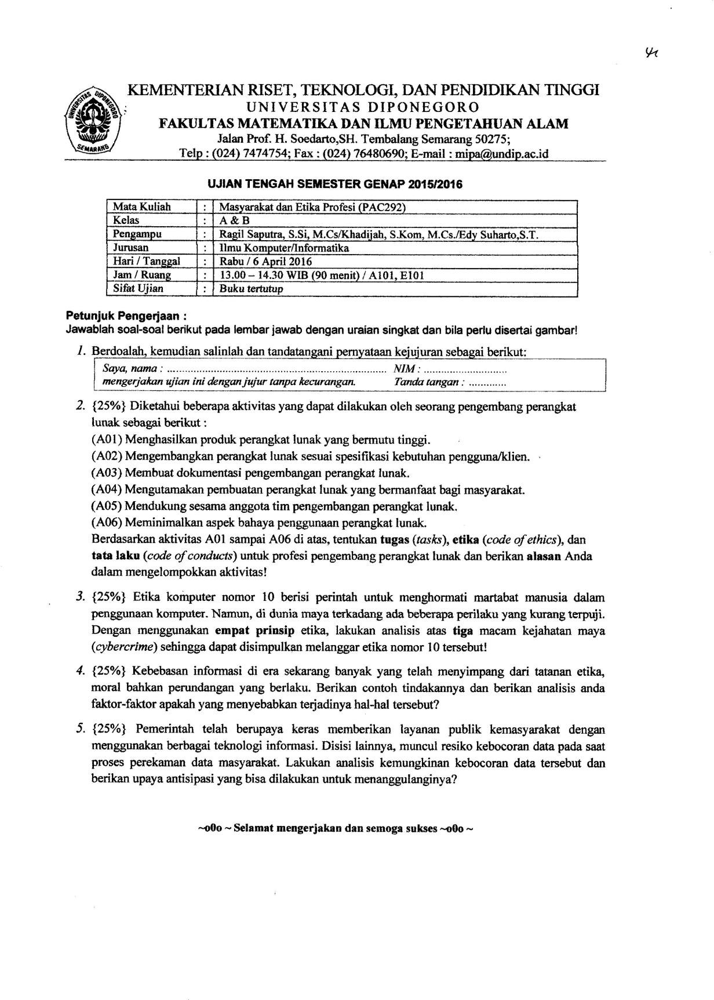 KEMENTERIAN RISET, TEKNOLOGI, DAN PENDIDIKAN TINGGI
UNIVERSITAS DIPONEGORO
FAKULTAS MATEMATIKA DAN ILMU PENGETAHUAN ALAM
Jalan Prof. H. Soedarto,SH. Tembalang Semarang 50275;
Telp : (024) 7474754; Fax : (024) 76480690; E-mail : mipa@undip.ac.id
UNIVERSITAS DIPONEGORO
SEMARANG
UJIAN TENGAH SEMESTER GENAP 2015/2016
Mata Kuliah : Masyarakat dan Etika Profesi (PAC292)
Kelas : A & B
Pengampu : Ragil Saputra, S.Si, M.Cs/Khadijah, S.Kom, M.Cs./Edy Suharto,S.T.
Jurusan : Ilmu Komputer/Informatika
Hari / Tanggal : Rabu / 6 April 2016
Jam / Ruang : 13.00 – 14.30 WIB (90 menit) / A101, E101
Sifat Ujian : Buku tertutup
Petunjuk Pengerjaan :
Jawablah soal-soal berikut pada lembar jawab dengan uraian singkat dan bila perlu disertai gambar!
1. Berdoalah, kemudian salinlah dan tandatangani pernyataan kejujuran sebagai berikut:
Saya, nama : ........................................................................... NIM : ............................
mengerjakan ujian ini dengan jujur tanpa kecurangan. Tanda tangan : .............
2. {25%} Diketahui beberapa aktivitas yang dapat dilakukan oleh seorang pengembang perangkat
lunak sebagai berikut :
(A01) Menghasilkan produk perangkat lunak yang bermutu tinggi.
(A02) Mengembangkan perangkat lunak sesuai spesifikasi kebutuhan pengguna/klien.
(A03) Membuat dokumentasi pengembangan perangkat lunak.
(A04) Mengutamakan pembuatan perangkat lunak yang bermanfaat bagi masyarakat.
(A05) Mendukung sesama anggota tim pengembangan perangkat lunak.
(A06) Meminimalkan aspek bahaya penggunaan perangkat lunak.
Berdasarkan aktivitas A01 sampai A06 di atas, tentukan tugas (tasks), etika (code of ethics), dan
tata laku (code of conducts) untuk profesi pengembang perangkat lunak dan berikan alasan Anda
dalam mengelompokkan aktivitas!
3. {25%} Etika komputer nomor 10 berisi perintah untuk menghormati martabat manusia dalam
penggunaan komputer. Namun, di dunia maya terkadang ada beberapa perilaku yang kurang terpuji.
Dengan menggunakan empat prinsip etika, lakukan analisis atas tiga macam kejahatan maya
(cybercrime) sehingga dapat disimpulkan melanggar etika nomor 10 tersebut!
4. {25%} Kebebasan informasi di era sekarang banyak yang telah menyimpang dari tatanan etika,
moral bahkan perundangan yang berlaku. Berikan contoh tindakannya dan berikan analisis anda
faktor-faktor apakah yang menyebabkan terjadinya hal-hal tersebut?
5. {25%} Pemerintah telah berupaya keras memberikan layanan publik kemasyarakat dengan
menggunakan berbagai teknologi informasi. Disisi lainnya, muncul resiko kebocoran data pada saat
proses perekaman data masyarakat. Lakukan analisis kemungkinan kebocoran data tersebut dan
berikan upaya antisipasi yang bisa dilakukan untuk menanggulanginya?
~o0o ~ Selamat mengerjakan dan semoga sukses ~o0o ~